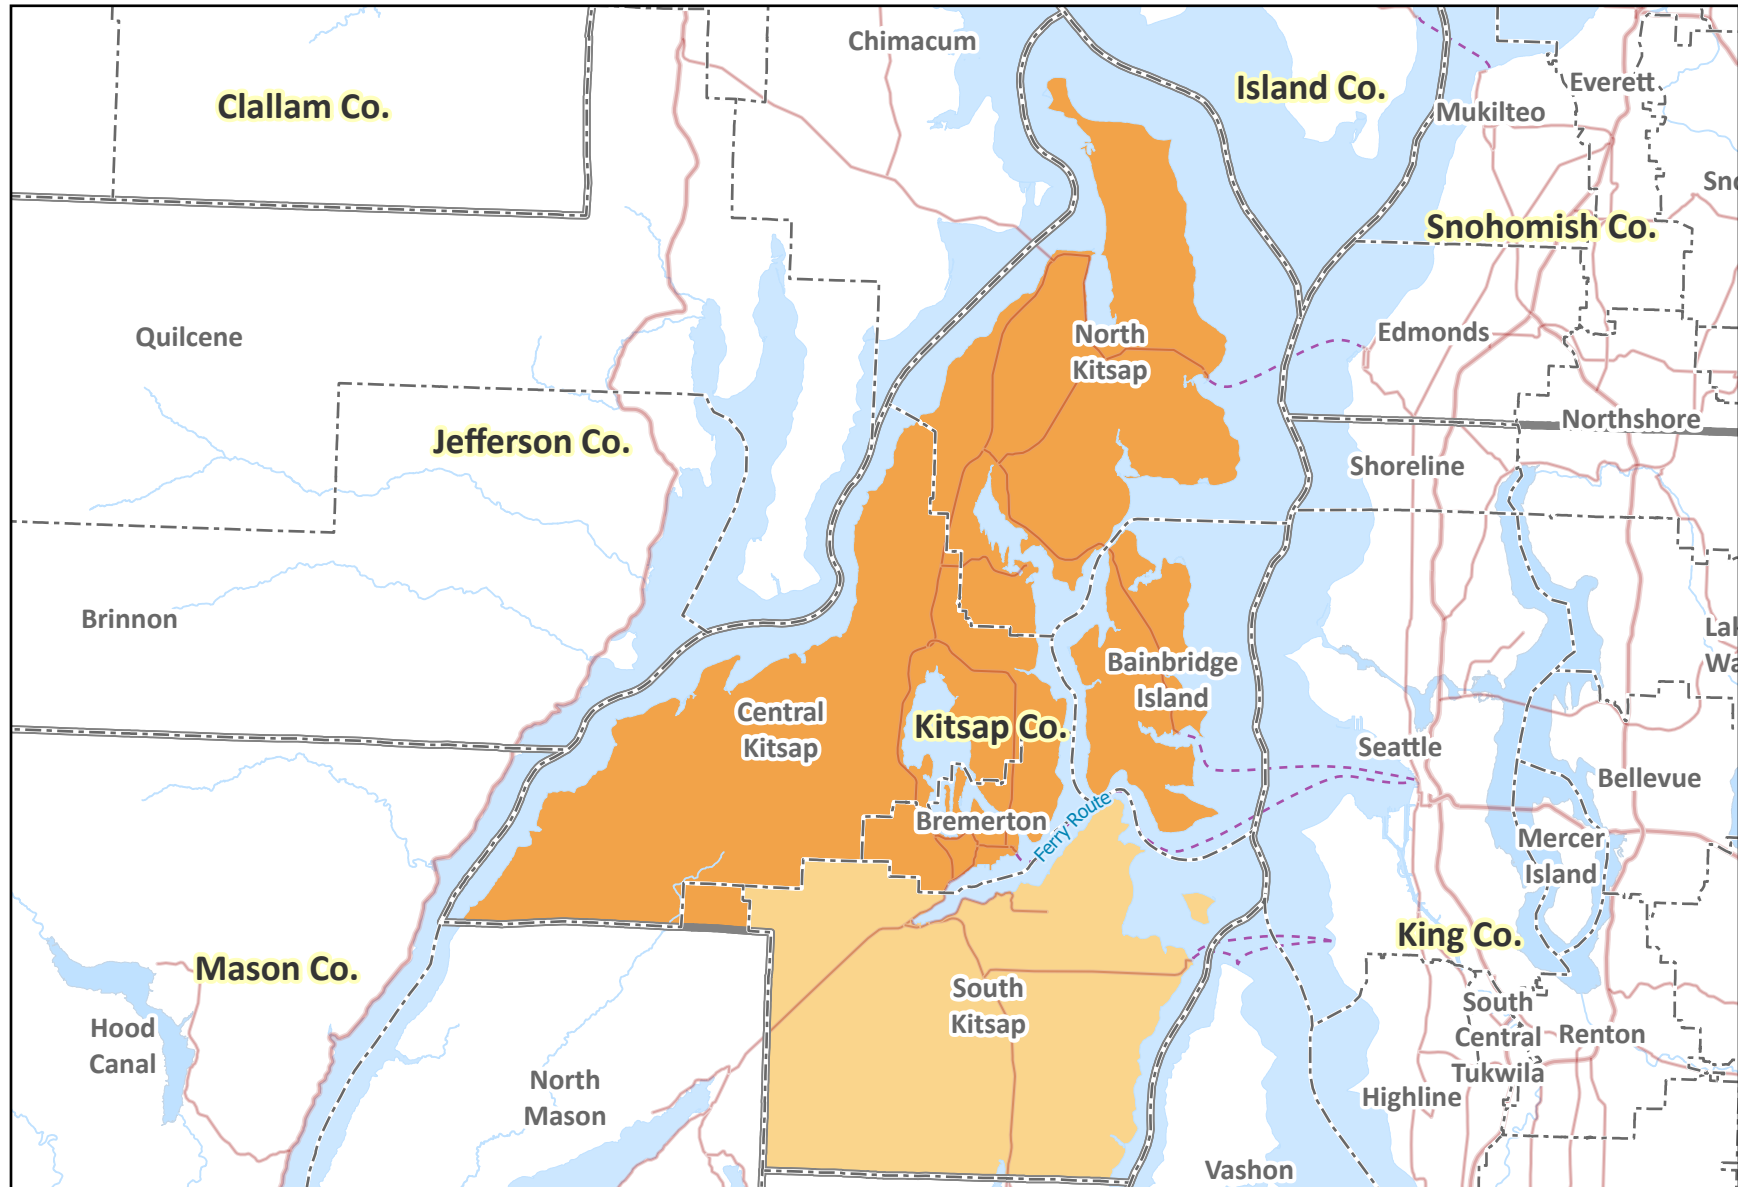 Chimacum
Clallam Co.
Island Co.
Everett
Mukilteo
Snohomish Co.
Quilcene
North
Kitsap
Edmonds
Northshore
Jefferson Co.
Shoreline
Brinnon
Bainbridge
Island
Central
Kitsap
Kitsap Co.
Seattle
Bellevue
Bremerton
Ferry Route
Mercer
Island
King Co.
Mason Co.
South
Kitsap
Hood
Canal
South
Central
Tukwila
Renton
North
Mason
Highline
Vashon